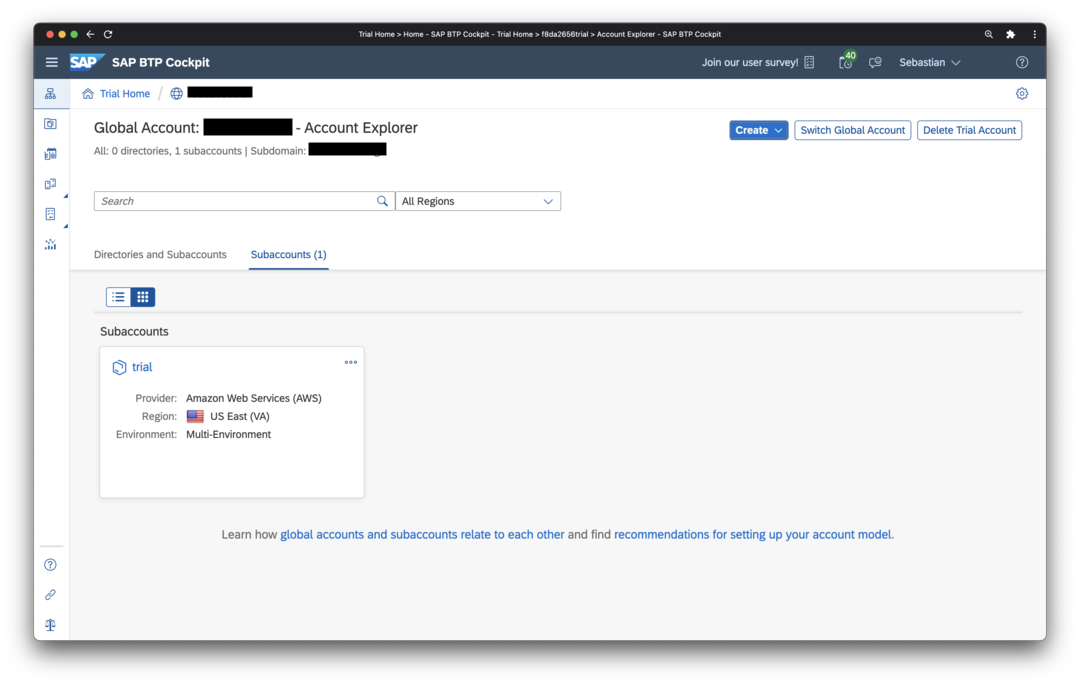 Trial Home > Home - SAP BTP Cockpit - Trial Home > f8da2656trial > Account Explorer - SAP BTP Cockpit
SAP SAP BTP Cockpit Join our user survey! 40 Sebastian
Trial Home /
Global Account: - Account Explorer Create Switch Global Account Delete Trial Account
All: 0 directories, 1 subaccounts | Subdomain:
Search All Regions
Directories and Subaccounts Subaccounts (1)
Subaccounts
trial
Provider: Amazon Web Services (AWS)
Region: US East (VA)
Environment: Multi-Environment
Learn how global accounts and subaccounts relate to each other and find recommendations for setting up your account model.